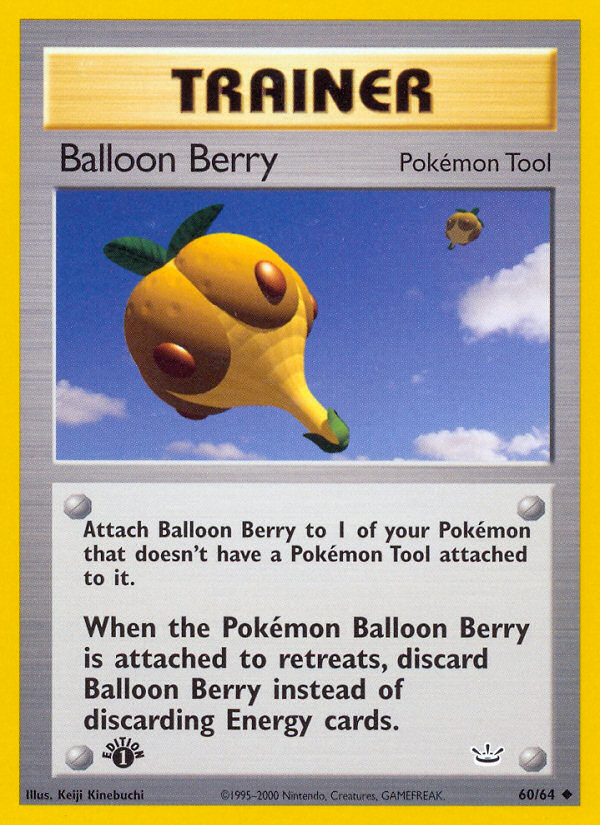 TRAINER
Balloon Berry
Pokémon Tool
Attach Balloon Berry to 1 of your Pokémon
that doesn't have a Pokémon Tool attached
to it.
When the Pokémon Balloon Berry
is attached to retreats, discard
Balloon Berry instead of
discarding Energy cards.
EDITION
1
Illus. Keiji Kinebuchi
©1995-2000 Nintendo, Creatures, GAMEFREAK.
60/64 ◆